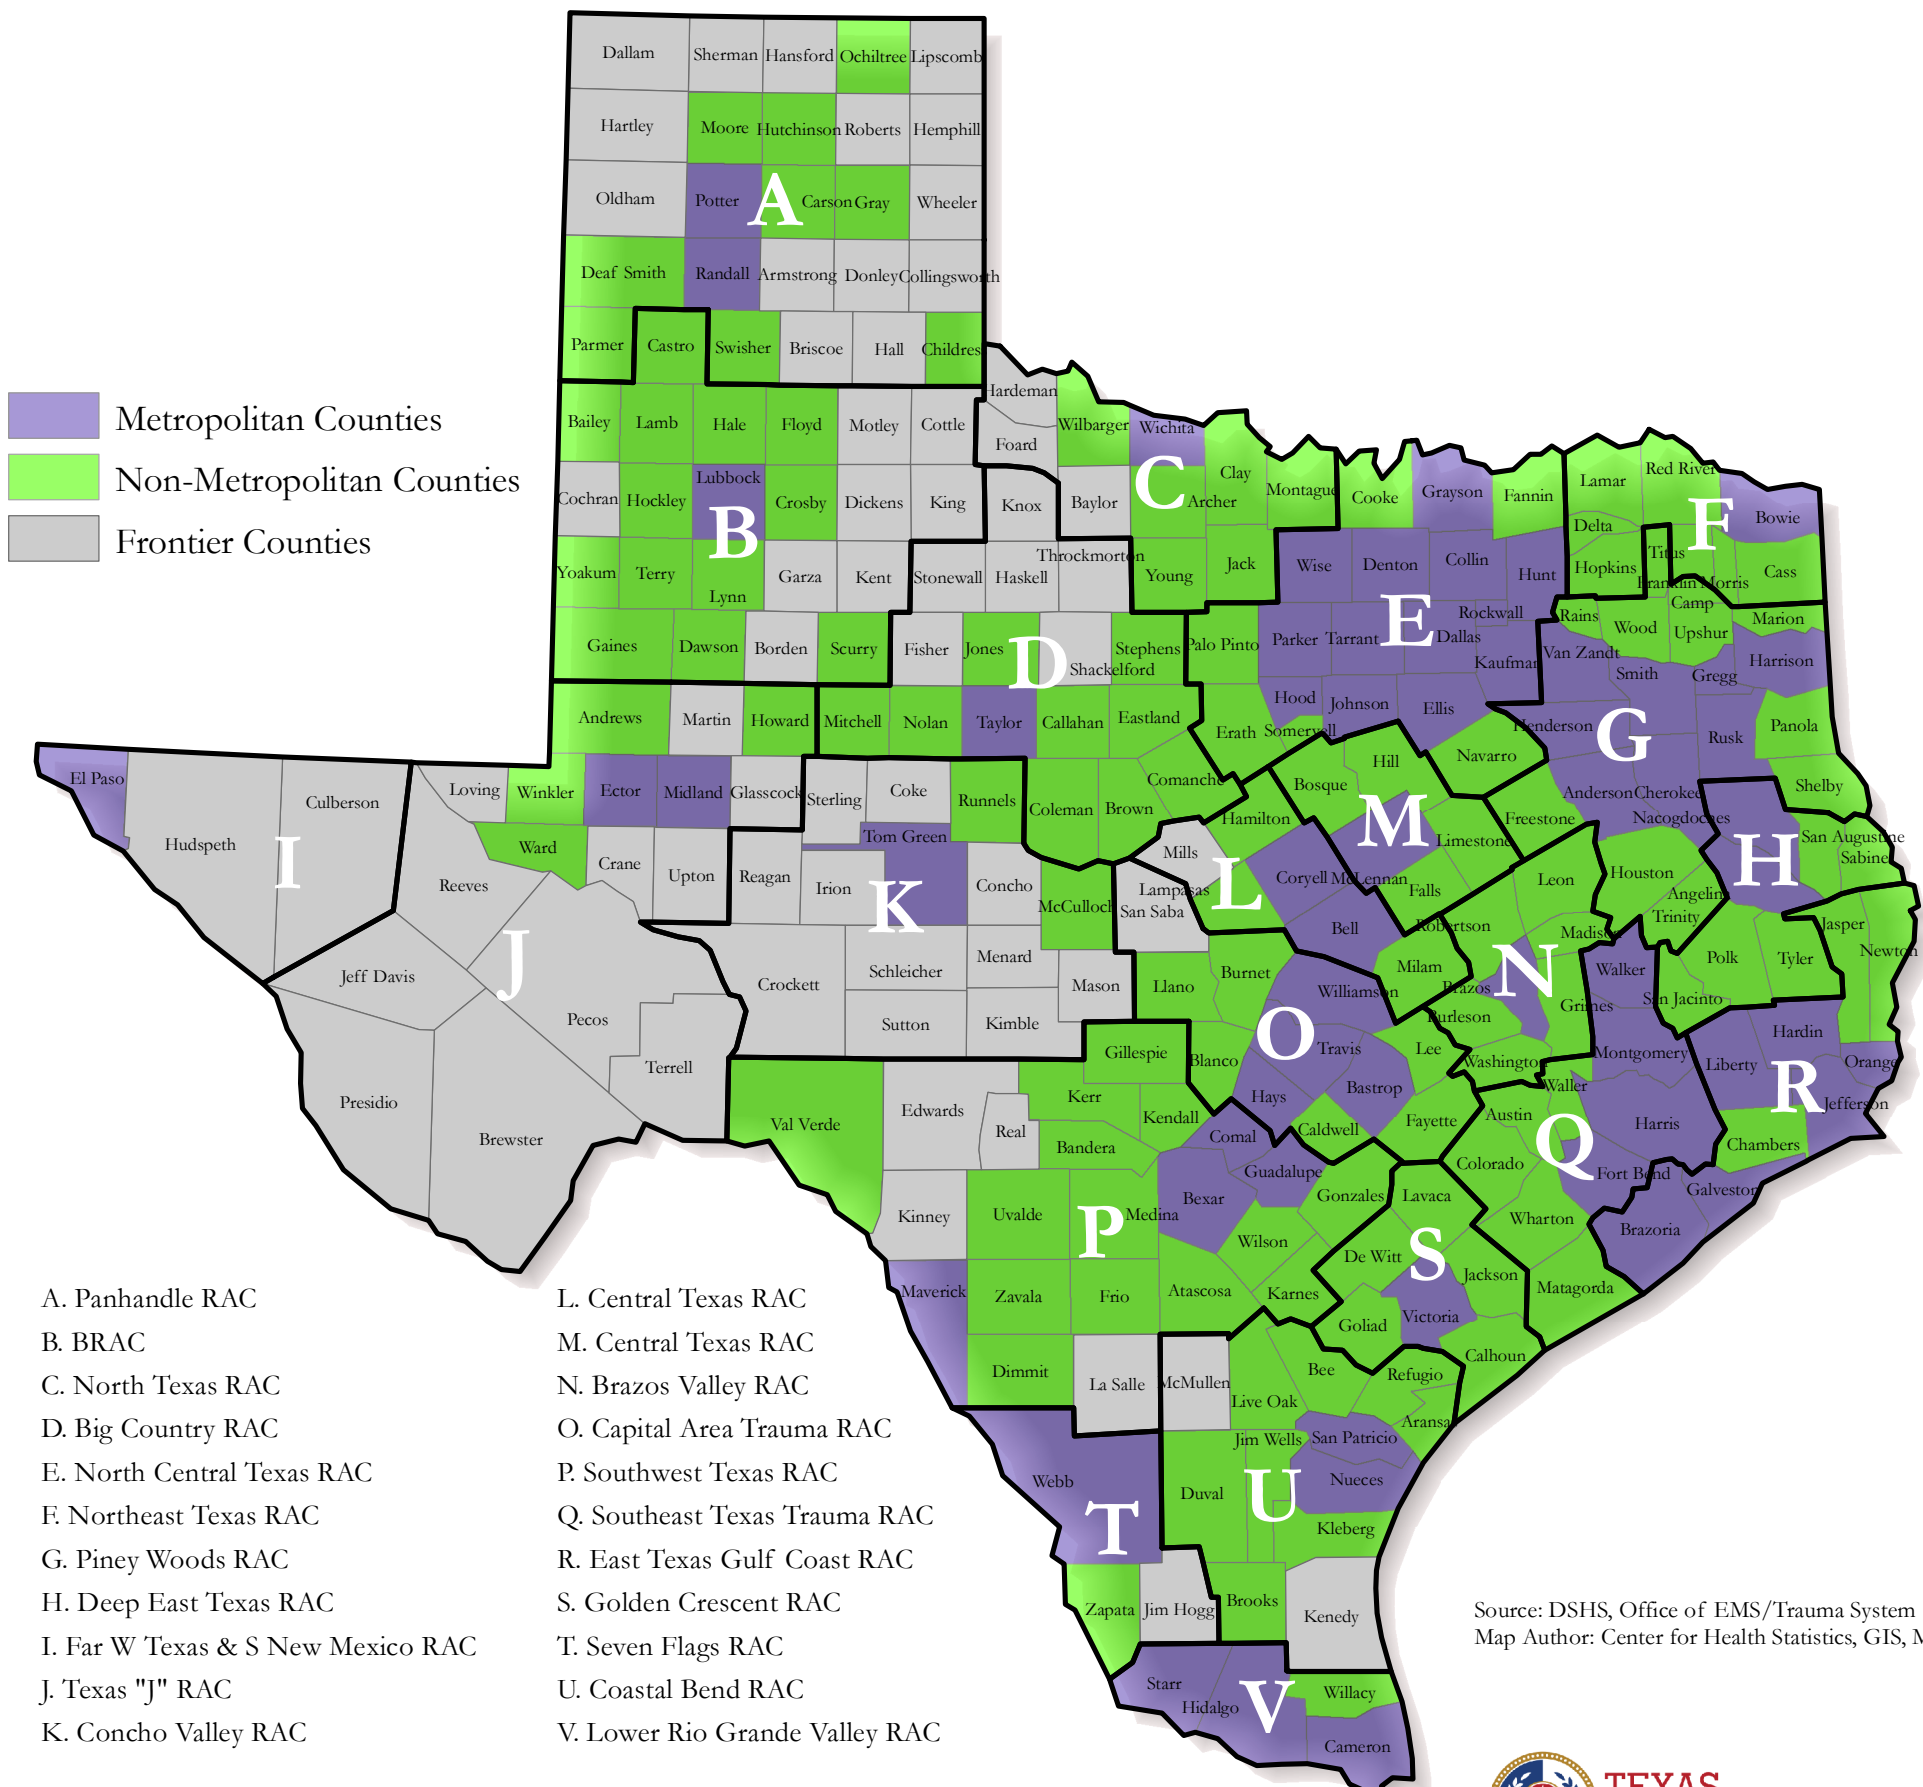 Dallam Sherman Hansford Ochiltree Lipscomb
Hartley Moore Hutchinson Roberts Hemphill
Oldham Potter Carson Gray Wheeler
A
Deaf Smith Randall Armstrong Donley Collingsworth
Parmer Castro Swisher Briscoe Hall Childres
Metropolitan Counties
Non-Metropolitan Counties
Frontier Counties
Hardeman
Bailey Lamb Hale Floyd Motley Cottle Foard Wilbarger Wichita
Cochran Hockley Lubbock Crosby Dickens King Knox Baylor Archer Clay Montague Cooke Grayson Fannin Lamar Red River Bowie
B C F
Delta Titus Hopkins Franklin Morris Cass
Yoakum Terry Lynn Garza Kent Stonewall Haskell Throckmorton Young Jack Wise Denton Collin Hunt
Rockwall Rains Wood Camp Upshur Marion
Gaines Dawson Borden Scurry Fisher Jones Shackelford Stephens Palo Pinto Parker Tarrant Dallas Kaufman Van Zandt Smith Gregg Harrison
D E
Andrews Martin Howard Mitchell Nolan Taylor Callahan Eastland Erath Hood Somervell Johnson Ellis Henderson Rusk Panola
G
Navarro Hill Bosque Comanche Shelby
El Paso Hudspeth Culberson Loving Winkler Ector Midland Glasscock Sterling Coke Runnels Coleman Brown Hamilton Freestone Anderson Cherokee Nacogdoches
I M H
Ward Crane Upton Reagan Irion Tom Green Concho McCulloch Mills Lampasas San Saba Coryell McLennan Limestone Falls Leon Houston Angelina Trinity San Augustine Sabine
Reeves K L
Bell Robertson Madison Jasper Newton
Jeff Davis J Pecos Crockett Schleicher Menard Mason Llano Burnet Williamson Milam Brazos N Grimes Walker San Jacinto Polk Tyler
Terrell Sutton Kimble Gillespie Blanco O Travis Burleson Lee Washington Montgomery Liberty Hardin Orange
Presidio Brewster Val Verde Edwards Real Kerr Kendall Bandera Hays Bastrop Caldwell Fayette Austin Waller Harris R Jefferson Chambers
Q
Comal Guadalupe Gonzales Lavaca Colorado Fort Bend Galveston
Kinney Uvalde Medina Bexar Wilson De Witt Wharton Brazoria
P S
Maverick Zavala Frio Atascosa Karnes Goliad Victoria Jackson Matagorda
Dimmit La Salle McMullen Live Oak Bee Refugio Calhoun
Aransa
Webb Duval Jim Wells San Patricio Nueces
T U
Kleberg
Zapata Jim Hogg Brooks Kenedy
Starr Hidalgo Willacy
V
Cameron
A. Panhandle RAC
B. BRAC
C. North Texas RAC
D. Big Country RAC
E. North Central Texas RAC
F. Northeast Texas RAC
G. Piney Woods RAC
H. Deep East Texas RAC
I. Far W Texas & S New Mexico RAC
J. Texas "J" RAC
K. Concho Valley RAC
L. Central Texas RAC
M. Central Texas RAC
N. Brazos Valley RAC
O. Capital Area Trauma RAC
P. Southwest Texas RAC
Q. Southeast Texas Trauma RAC
R. East Texas Gulf Coast RAC
S. Golden Crescent RAC
T. Seven Flags RAC
U. Coastal Bend RAC
V. Lower Rio Grande Valley RAC
Source: DSHS, Office of EMS/Trauma System
Map Author: Center for Health Statistics, GIS, M
TEXAS